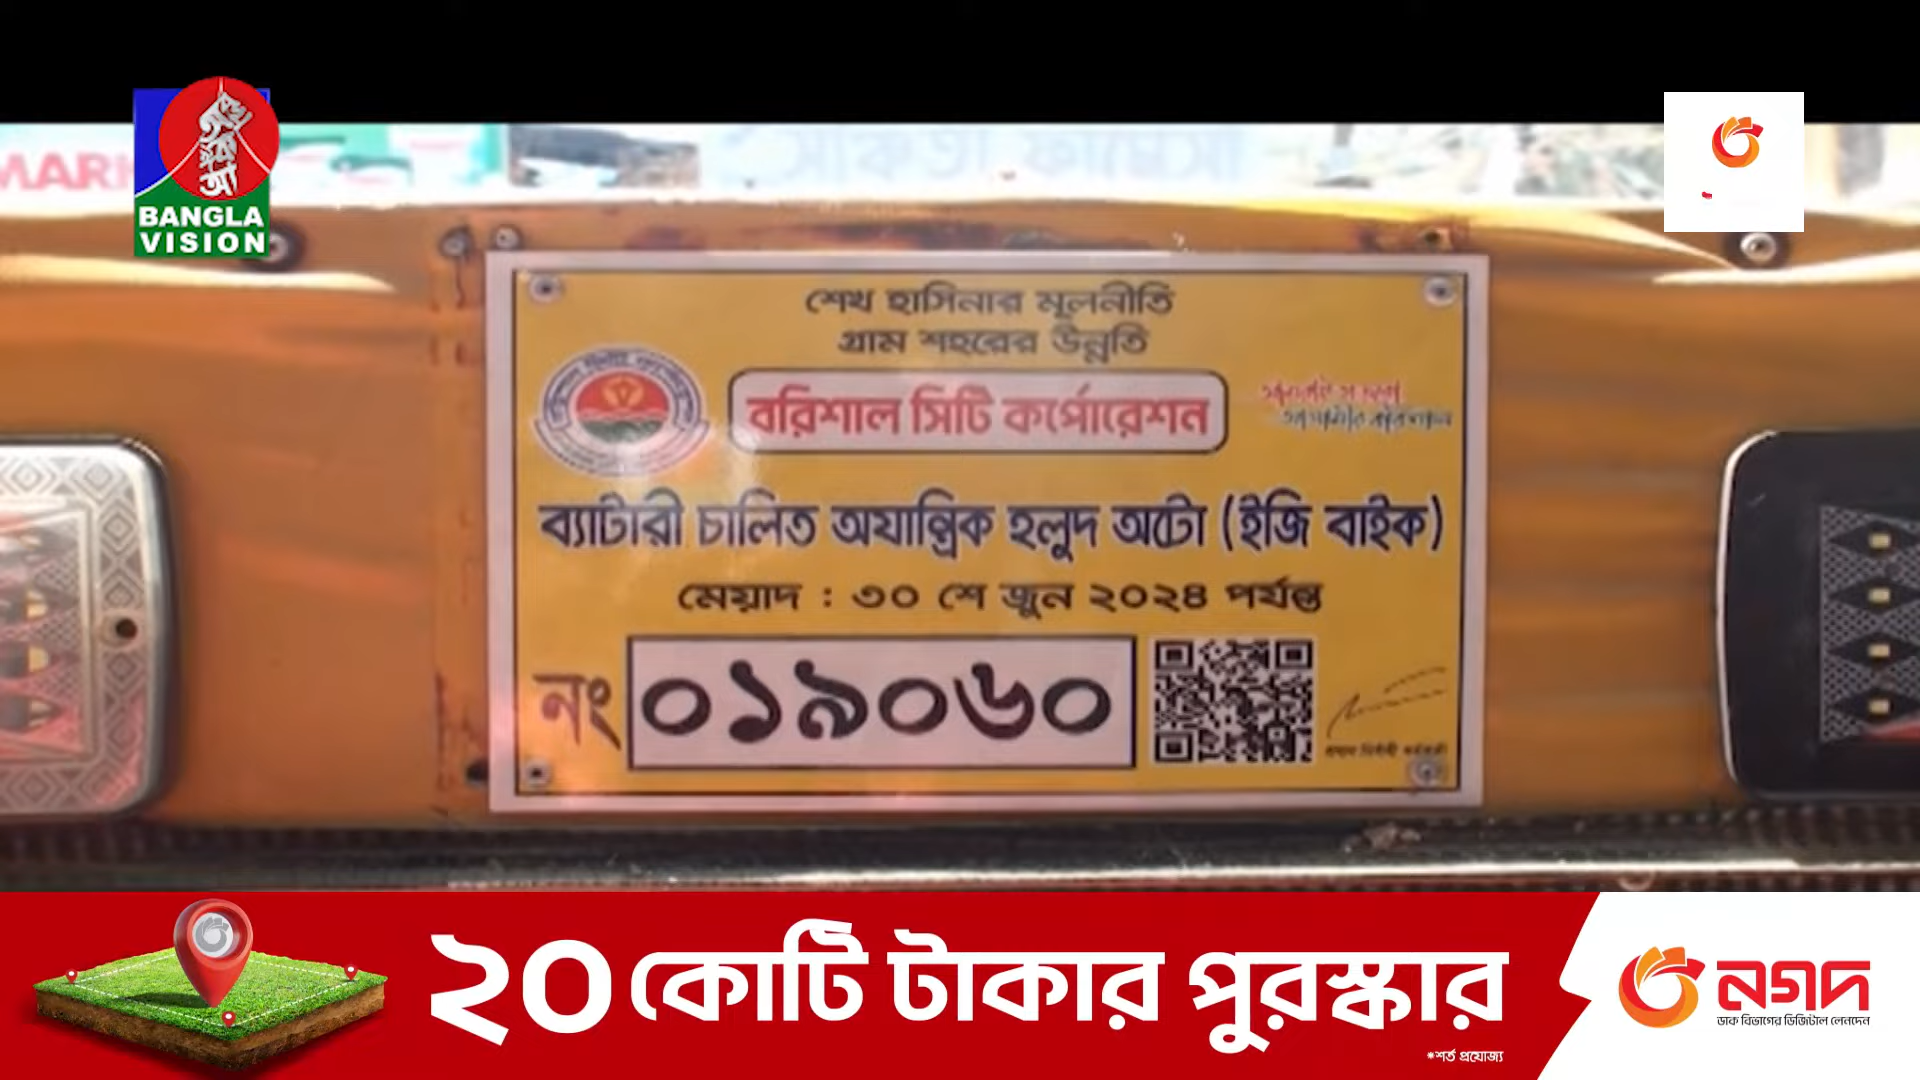 BANGLA
VISION
শেখ হাসিনার মূলনীতি
গ্রাম শহরের উন্নতি
বরিশাল সিটি কর্পোরেশন
ব্যাটারী চালিত অযান্ত্রিক হলুদ অটো (ইজি বাইক)
মেয়াদ : ৩০ শে জুন ২০২৪ পর্যন্ত
নং ০১৯০৬০
২০ কোটি টাকার পুরস্কার
*শর্ত প্রযোজ্য
নগদ
ডাক বিভাগের ডিজিটাল লেনদেন